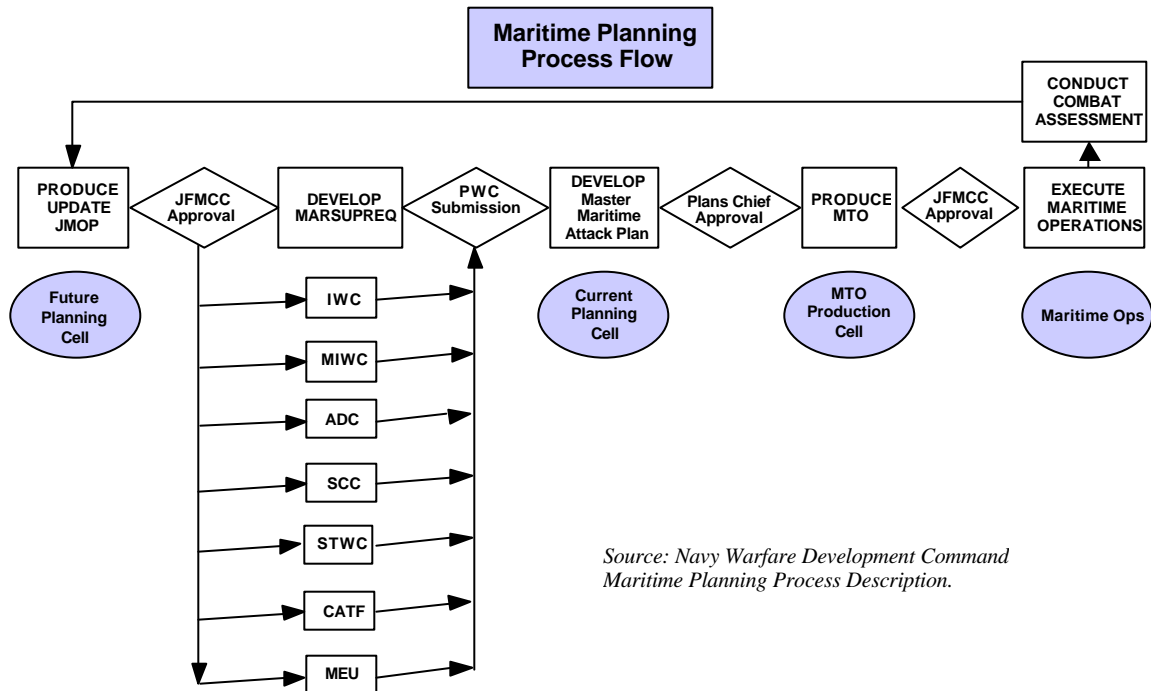 Maritime Planning
Process Flow
CONDUCT
COMBAT
ASSESSMENT
PRODUCE
UPDATE
JMOP
JFMCC
Approval
DEVELOP
MARSUPREQ
PWC
Submission
DEVELOP
Master
Maritime
Attack Plan
Plans Chief
Approval
PRODUCE
MTO
JFMCC
Approval
EXECUTE
MARITIME
OPERATIONS
Future
Planning
Cell
IWC
Current
Planning
Cell
MTO
Production
Cell
Maritime Ops
MIWC
ADC
SCC
STWC
CATF
MEU
Source: Navy Warfare Development Command
Maritime Planning Process Description.